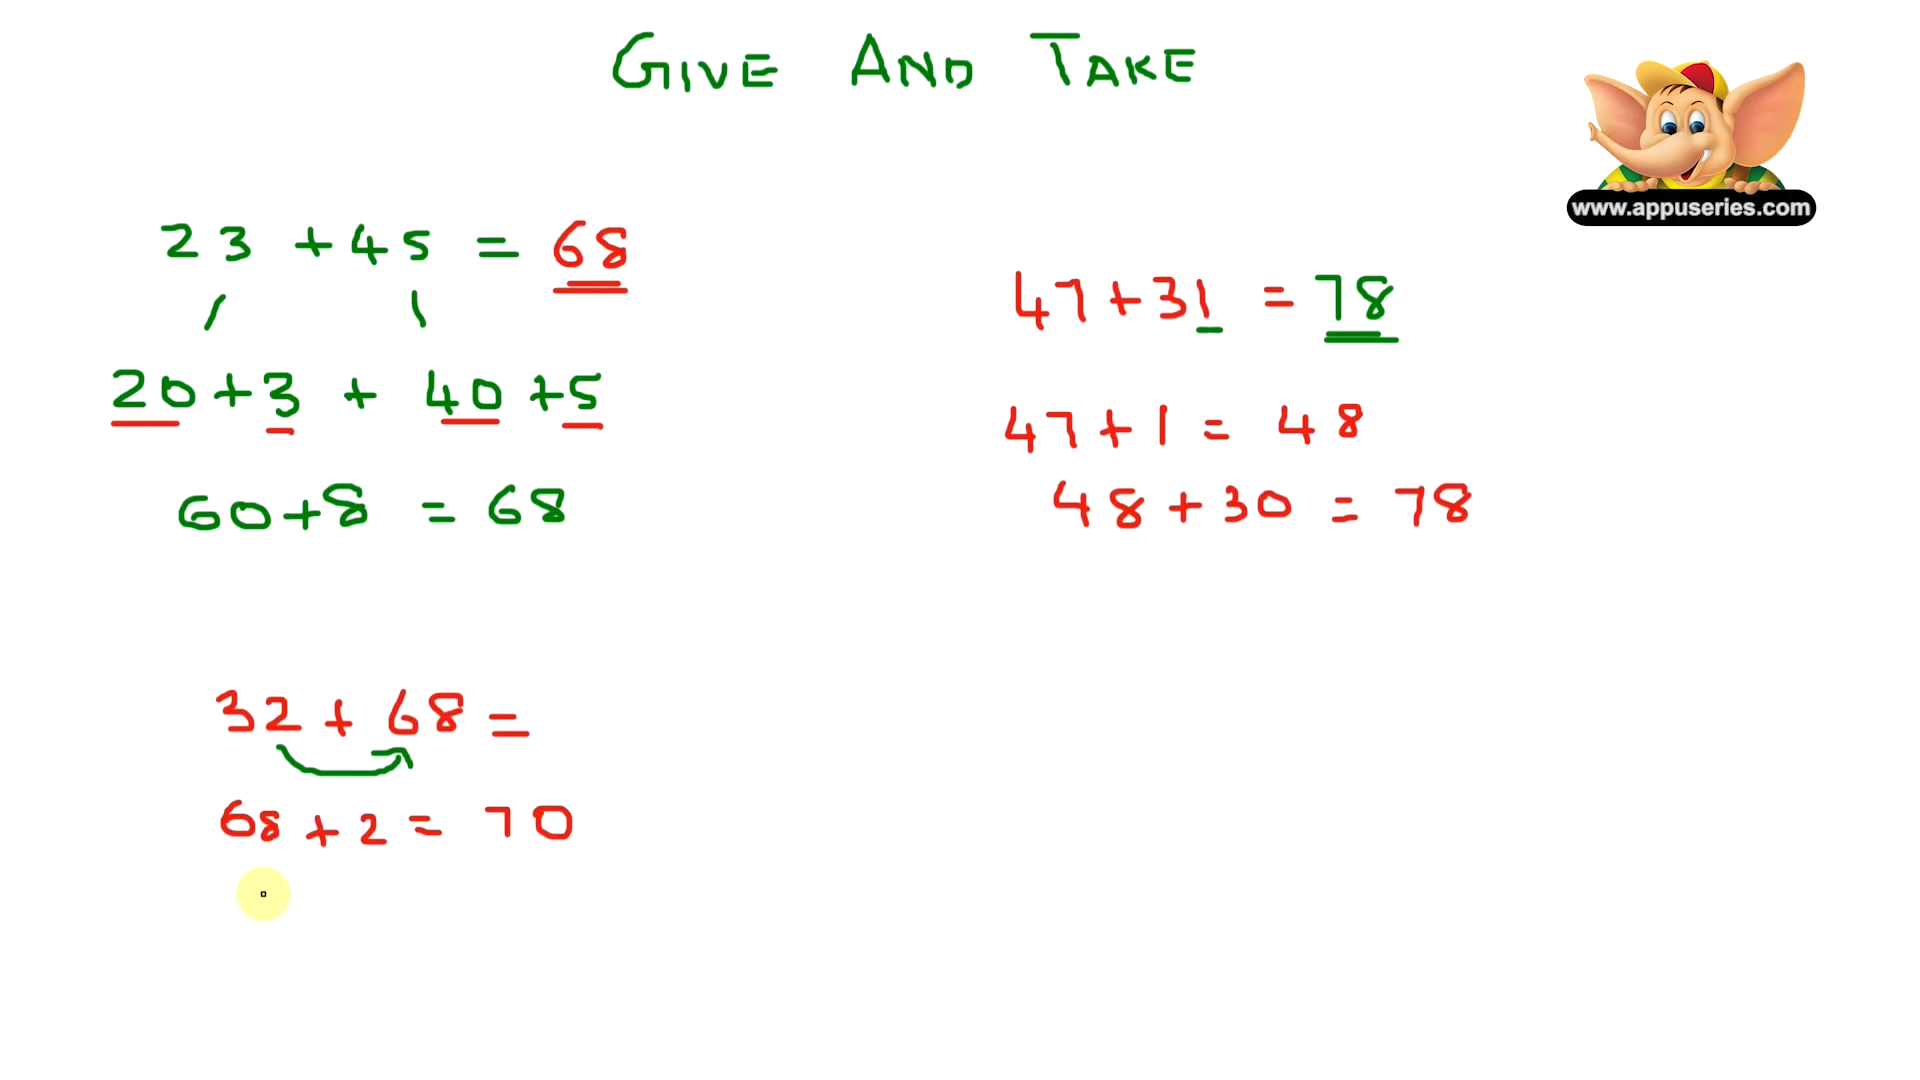 GIVE AND TAKE
www.appuseries.com
23 + 45 = 68
20 + 3 + 40 + 5
60 + 8 = 68
47 + 31 = 78
47 + 1 = 48
48 + 30 = 78
32 + 68 =
68 + 2 = 70